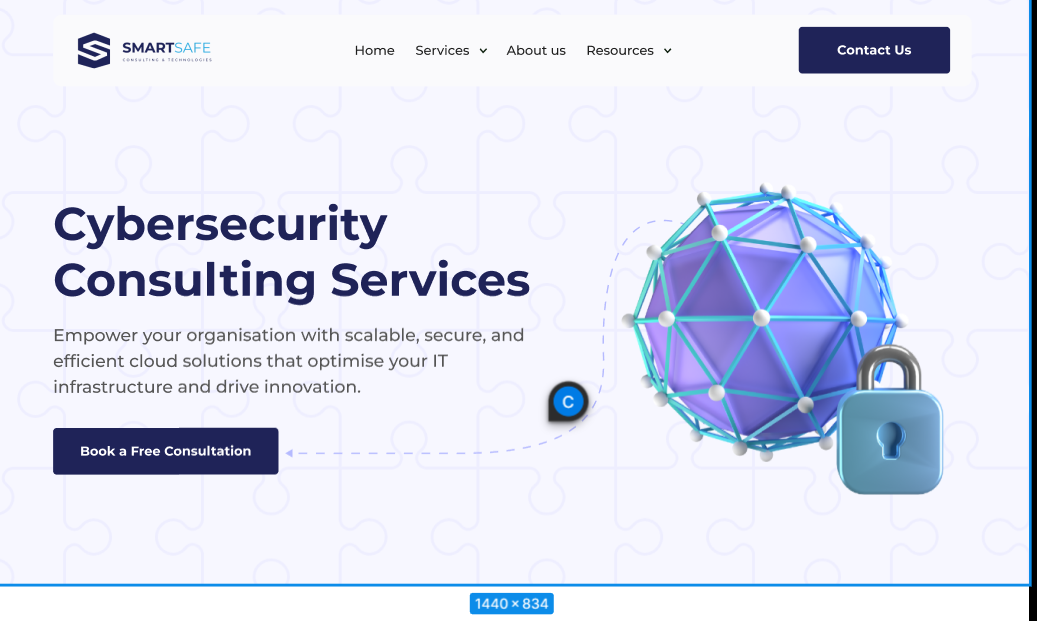 SMARTSAFE
CONSULTING & TECHNOLOGIES
Home Services About us Resources Contact Us
Cybersecurity
Consulting Services
Empower your organisation with scalable, secure, and
efficient cloud solutions that optimise your IT
infrastructure and drive innovation.
C
Book a Free Consultation
1440 × 834